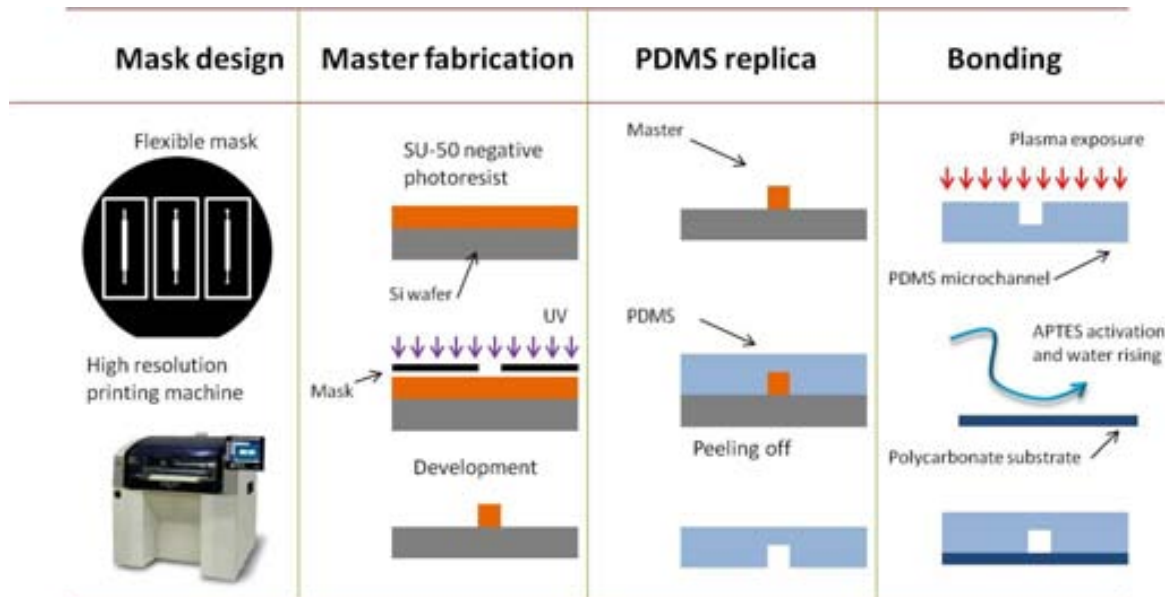 Mask design
Master fabrication
PDMS replica
Bonding
Flexible mask
High resolution
printing machine
SU-50 negative
photoresist
Si wafer
UV
Mask
Development
Master
PDMS
Peeling off
Plasma exposure
PDMS microchannel
APTES activation
and water rising
Polycarbonate substrate